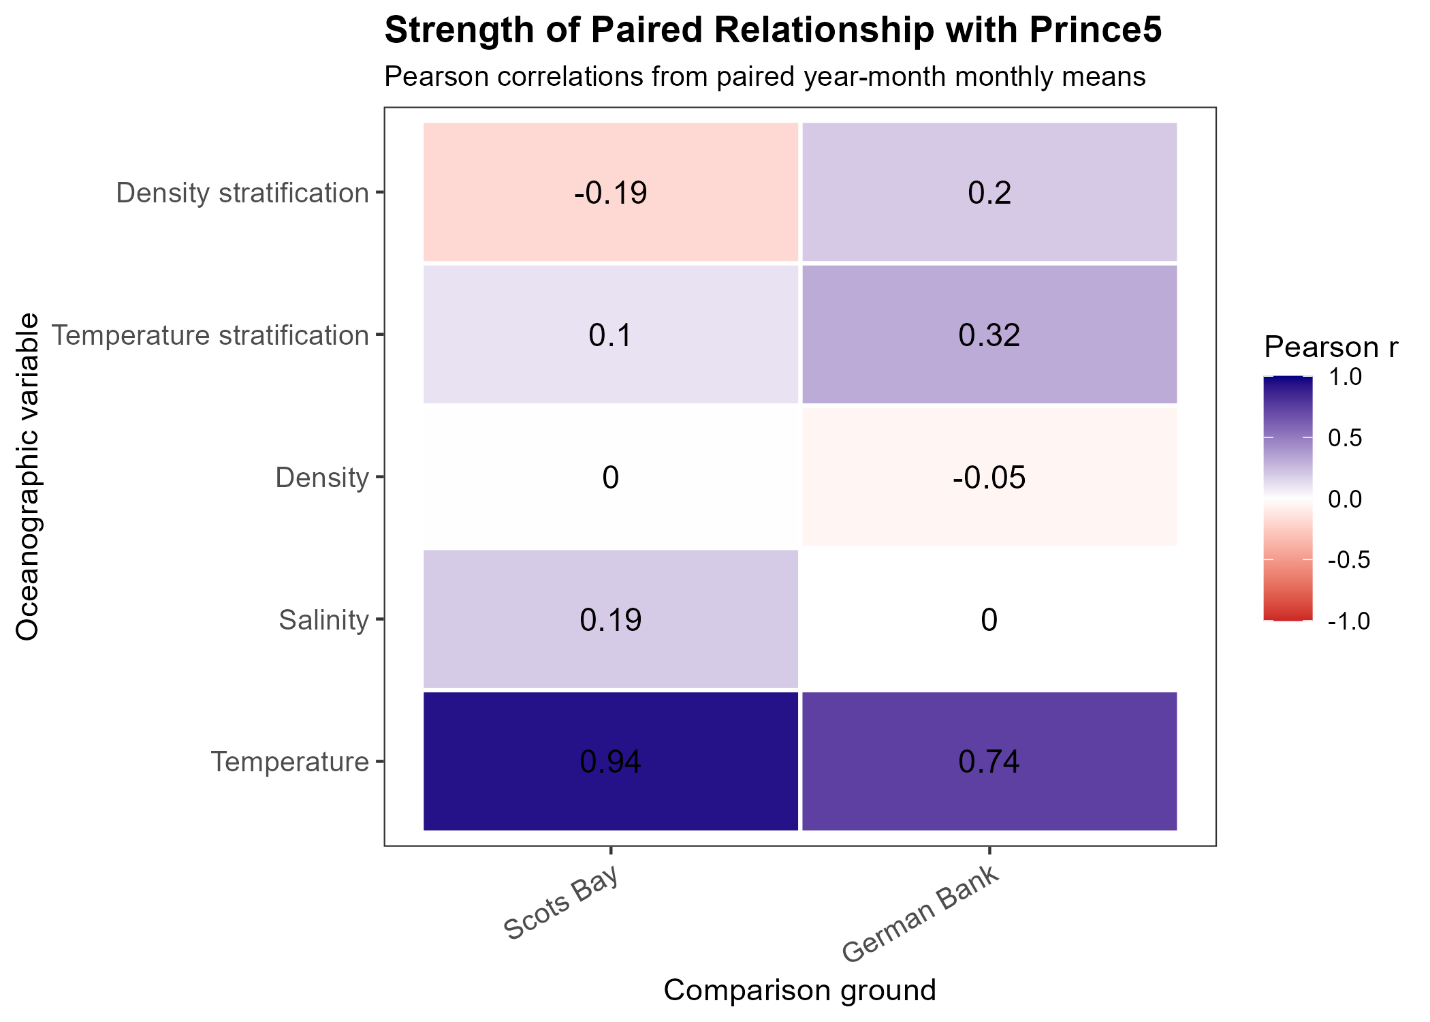 Strength of Paired Relationship with Prince5
Pearson correlations from paired year-month monthly means
Oceanographic variable
Density stratification
-0.19
0.2
Temperature stratification
0.1
0.32
Density
0
-0.05
Salinity
0.19
0
Temperature
0.94
0.74
Scots Bay
German Bank
Comparison ground
Pearson r
1.0
0.5
0.0
-0.5
-1.0